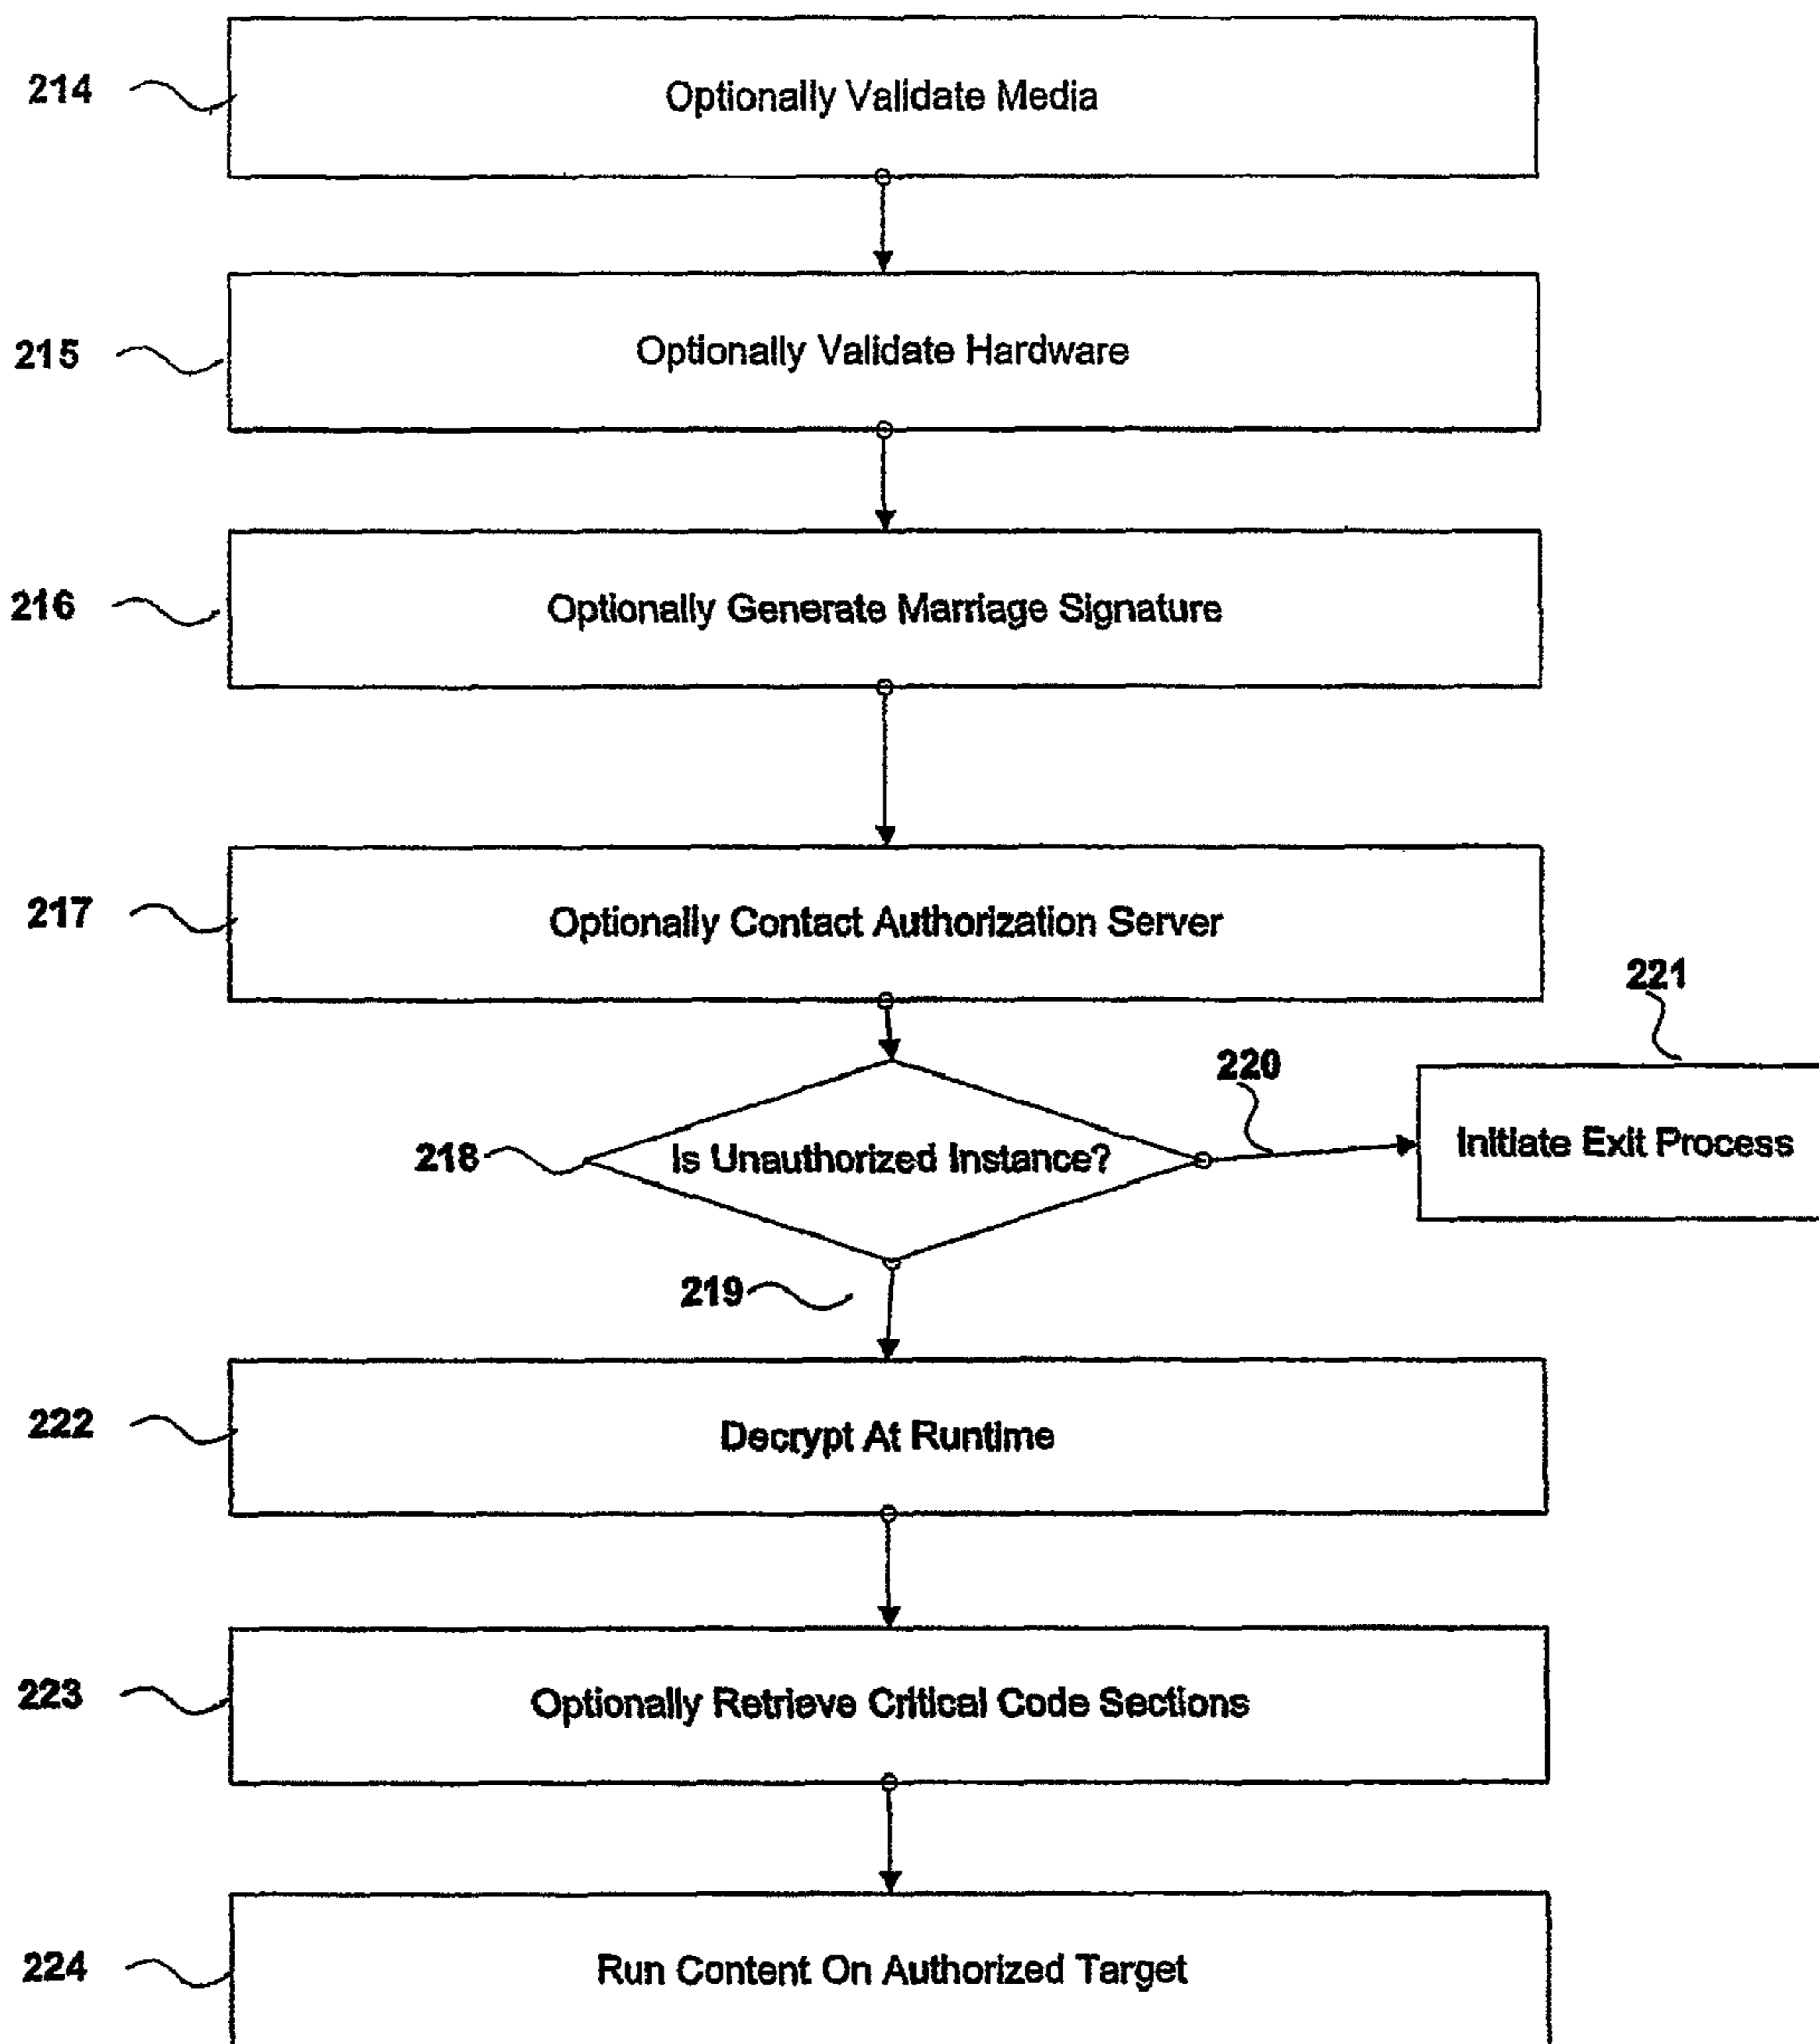 214
Optionally Validate Media
215
Optionally Validate Hardware
216
Optionally Generate Marriage Signature
217
Optionally Contact Authorization Server
221
220
218
Is Unauthorized Instance?
Initiate Exit Process
219
222
Decrypt At Runtime
223
Optionally Retrieve Critical Code Sections
224
Run Content On Authorized Target